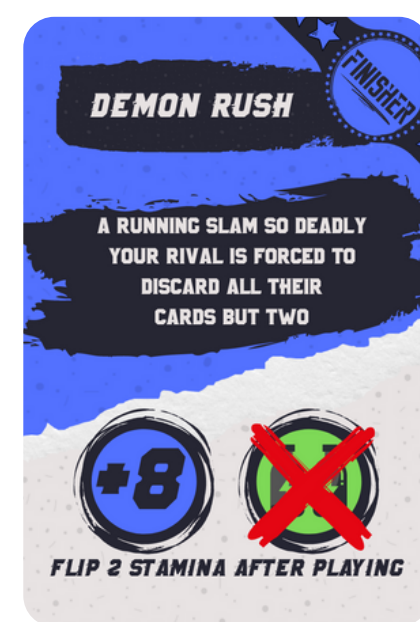 FINISHER
DEMON RUSH
A RUNNING SLAM SO DEADLY
YOUR RIVAL IS FORCED TO
DISCARD ALL THEIR
CARDS BUT TWO
+8
FLIP 2 STAMINA AFTER PLAYING